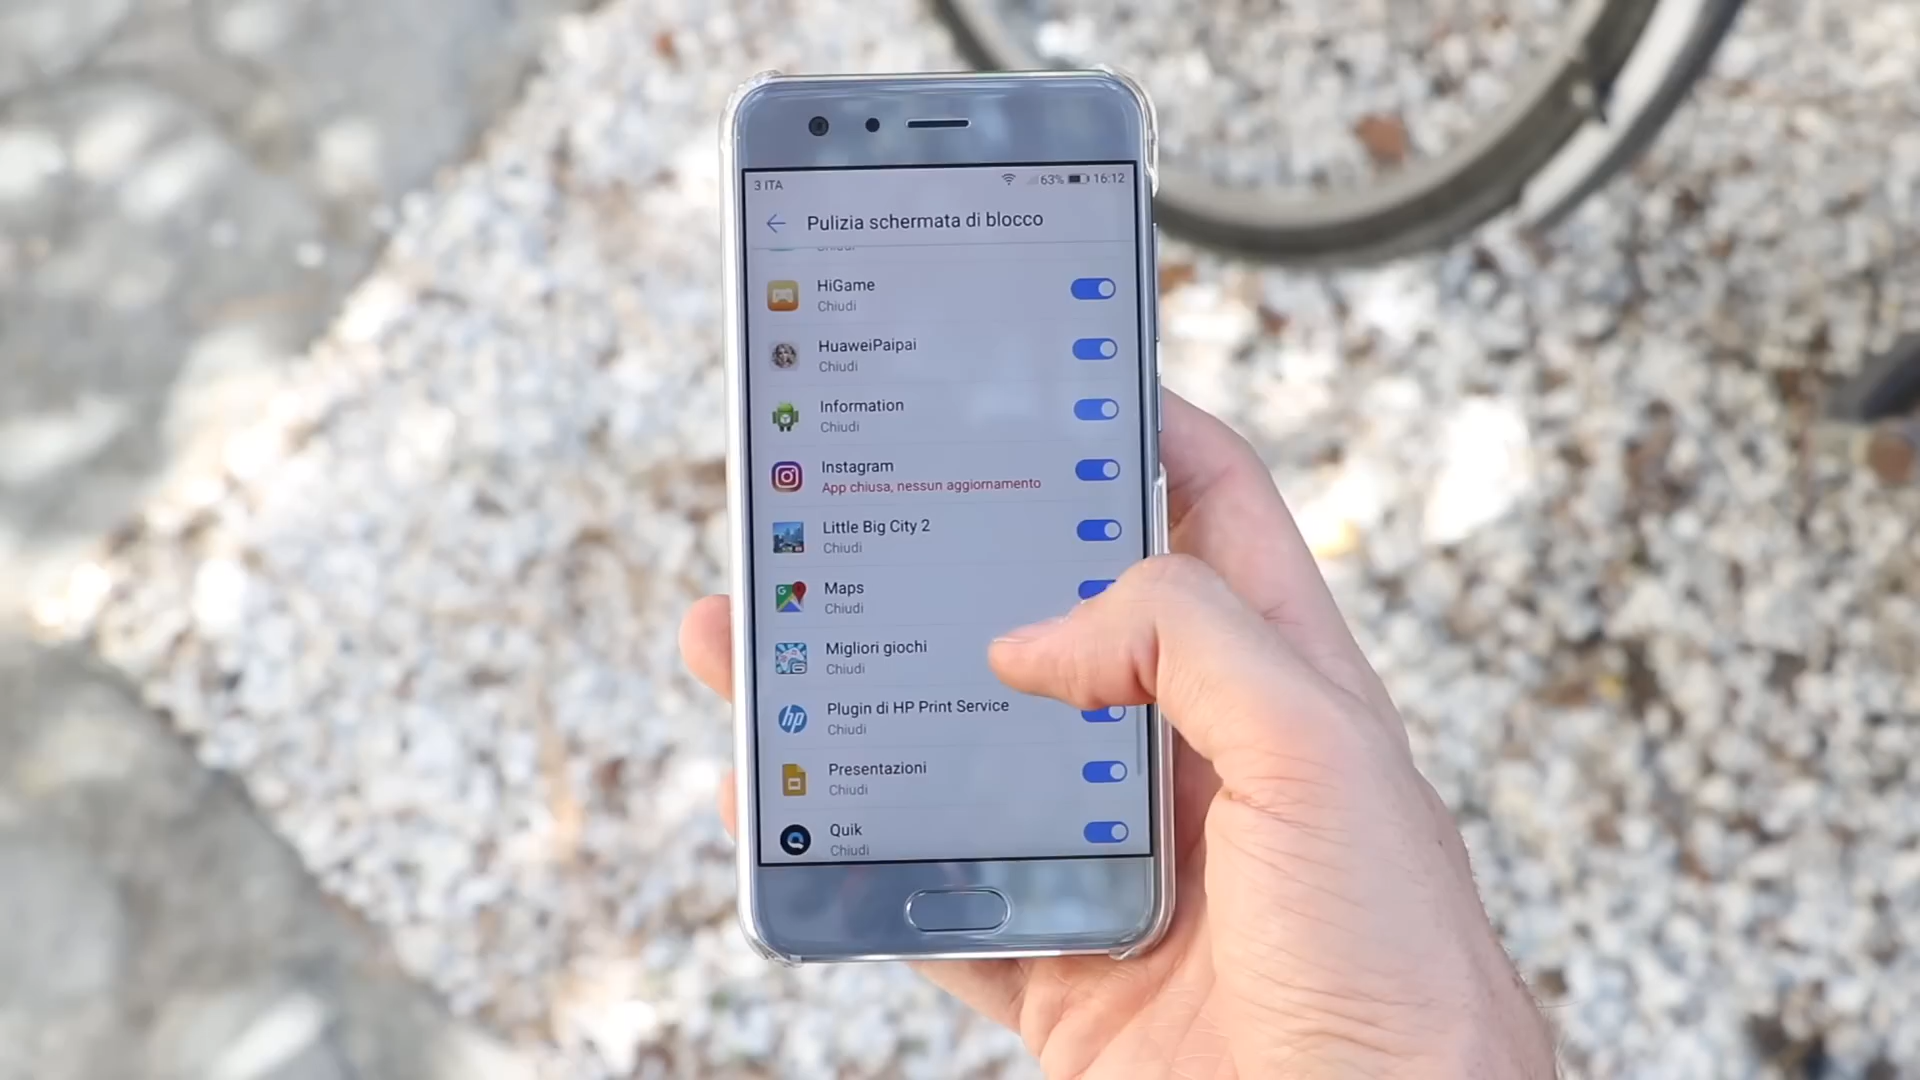 3 ITA
63% 16:12
Pulizia schermata di blocco
HiGame
Chiudi
HuaweiPaipai
Chiudi
Information
Chiudi
Instagram
App chiusa, nessun aggiornamento
Little Big City 2
Chiudi
Maps
Chiudi
Migliori giochi
Chiudi
hp
Plugin di HP Print Service
Chiudi
Presentazioni
Chiudi
Quik
Chiudi